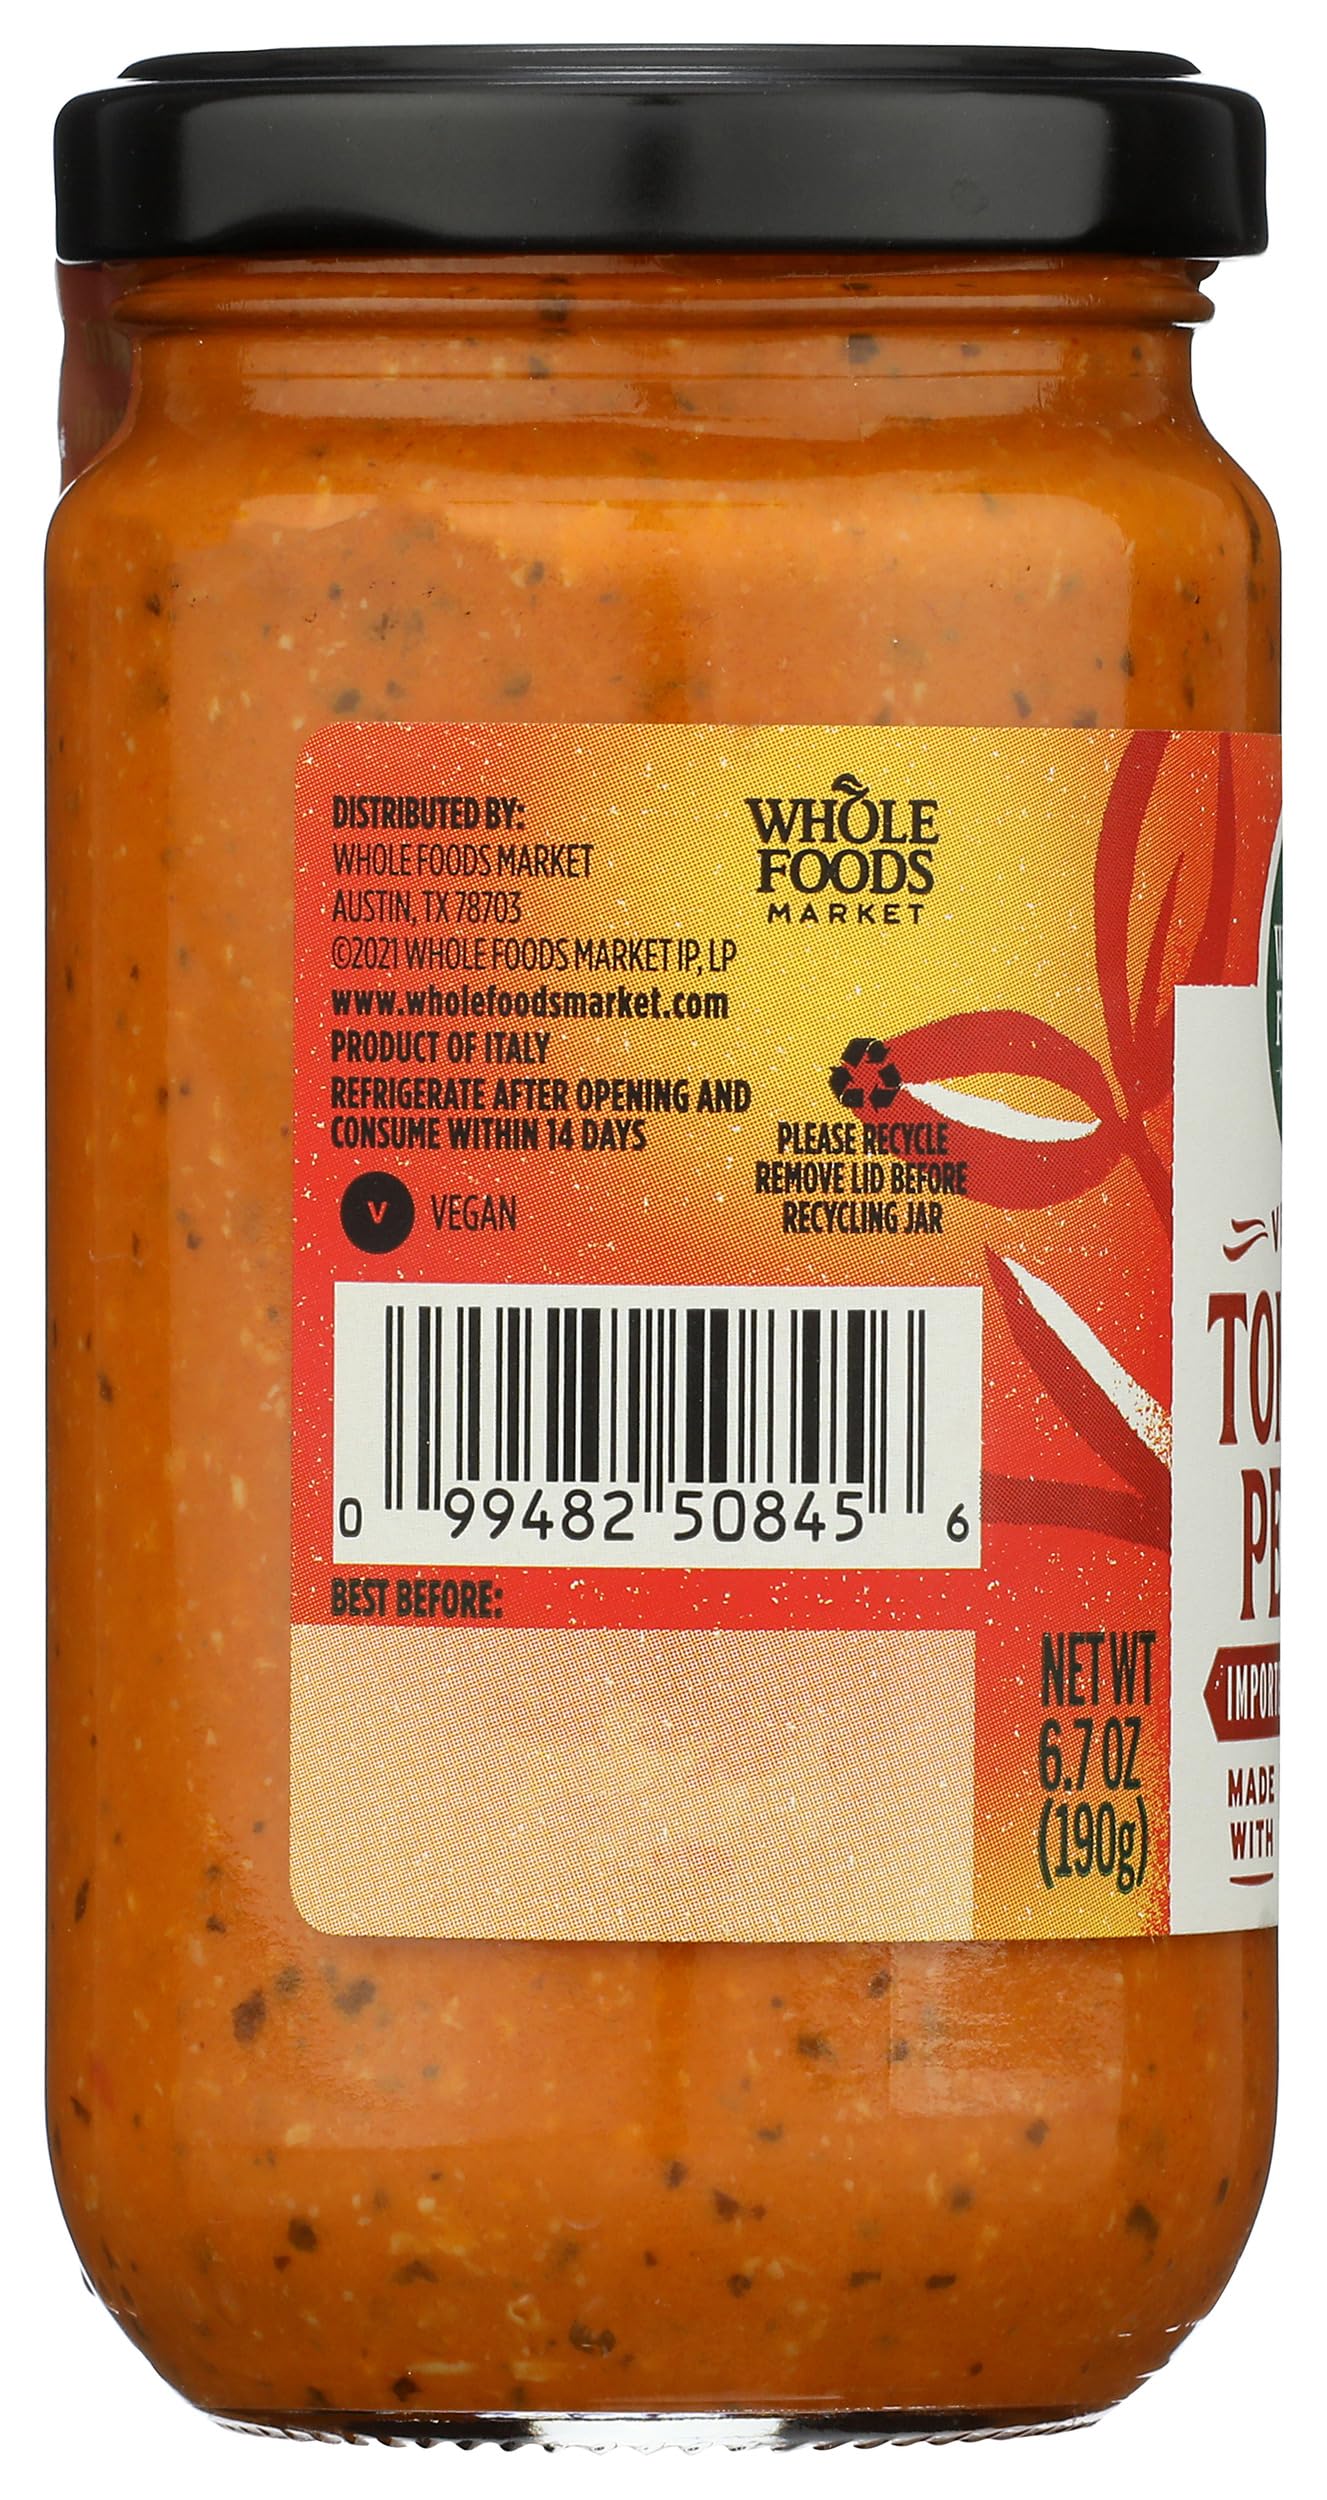 DISTRIBUTED BY:
WHOLE FOODS MARKET
AUSTIN, TX 78703
©2021 WHOLE FOODS MARKET IP, LP
www.wholefoodsmarket.com
PRODUCT OF ITALY
REFRIGERATE AFTER OPENING AND
CONSUME WITHIN 14 DAYS
V VEGAN
WHOLE
FOODS
MARKET
PLEASE RECYCLE
REMOVE LID BEFORE
RECYCLING JAR
0 99482 50845 6
BEST BEFORE:
NET WT
6.7 OZ
(190g)
MADE
WITH